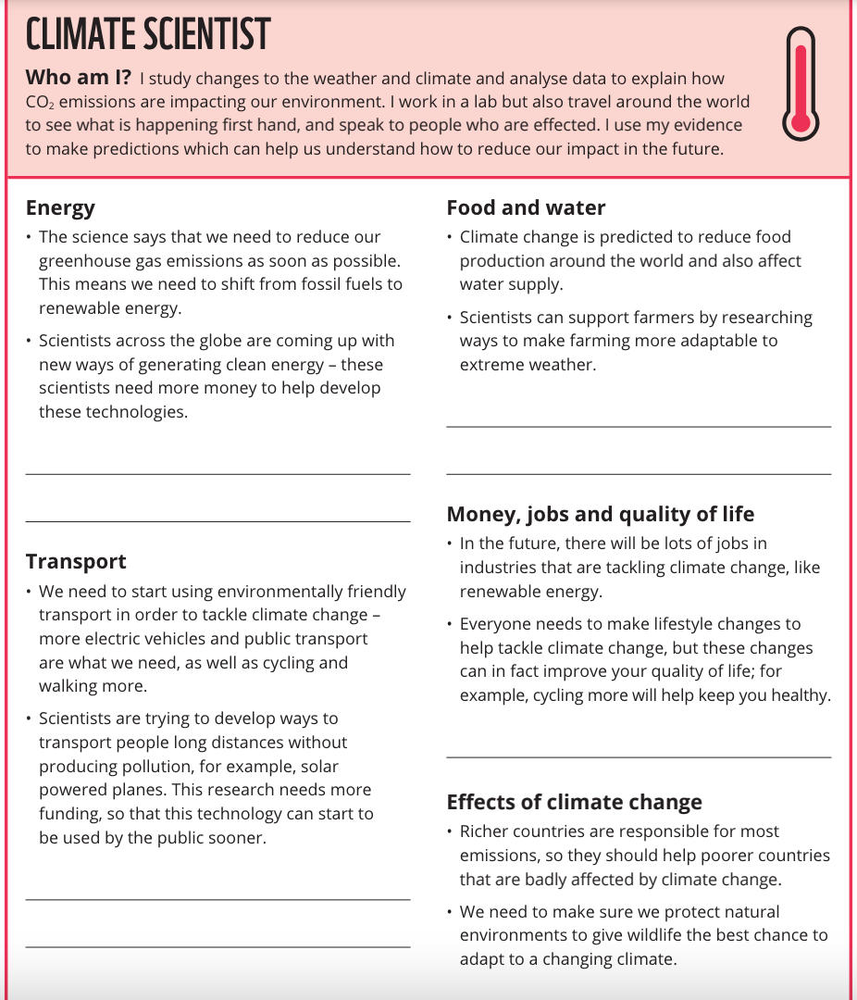 CLIMATE SCIENTIST
Who am I? I study changes to the weather and climate and analyse data to explain how
CO₂ emissions are impacting our environment. I work in a lab but also travel around the world
to see what is happening first hand, and speak to people who are effected. I use my evidence
to make predictions which can help us understand how to reduce our impact in the future.
Energy
• The science says that we need to reduce our
greenhouse gas emissions as soon as possible.
This means we need to shift from fossil fuels to
renewable energy.
• Scientists across the globe are coming up with
new ways of generating clean energy – these
scientists need more money to help develop
these technologies.
Transport
• We need to start using environmentally friendly
transport in order to tackle climate change –
more electric vehicles and public transport
are what we need, as well as cycling and
walking more.
• Scientists are trying to develop ways to
transport people long distances without
producing pollution, for example, solar
powered planes. This research needs more
funding, so that this technology can start to
be used by the public sooner.
Food and water
• Climate change is predicted to reduce food
production around the world and also affect
water supply.
• Scientists can support farmers by researching
ways to make farming more adaptable to
extreme weather.
Money, jobs and quality of life
• In the future, there will be lots of jobs in
industries that are tackling climate change, like
renewable energy.
• Everyone needs to make lifestyle changes to
help tackle climate change, but these changes
can in fact improve your quality of life; for
example, cycling more will help keep you healthy.
Effects of climate change
• Richer countries are responsible for most
emissions, so they should help poorer countries
that are badly affected by climate change.
• We need to make sure we protect natural
environments to give wildlife the best chance to
adapt to a changing climate.